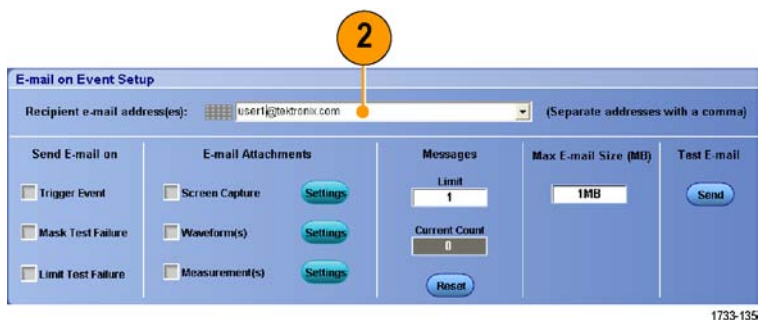 2
E-mail on Event Setup
Recipient e-mail address(es): user1@tektronix.com (Separate addresses with a comma)
Send E-mail on E-mail Attachments Messages Max E-mail Size (MB) Test E-mail
Trigger Event Screen Capture Settings Limit 1 1MB Send
Mask Test Failure Waveform(s) Settings Current Count 0
Limit Test Failure Measurement(s) Settings Reset
1733-135